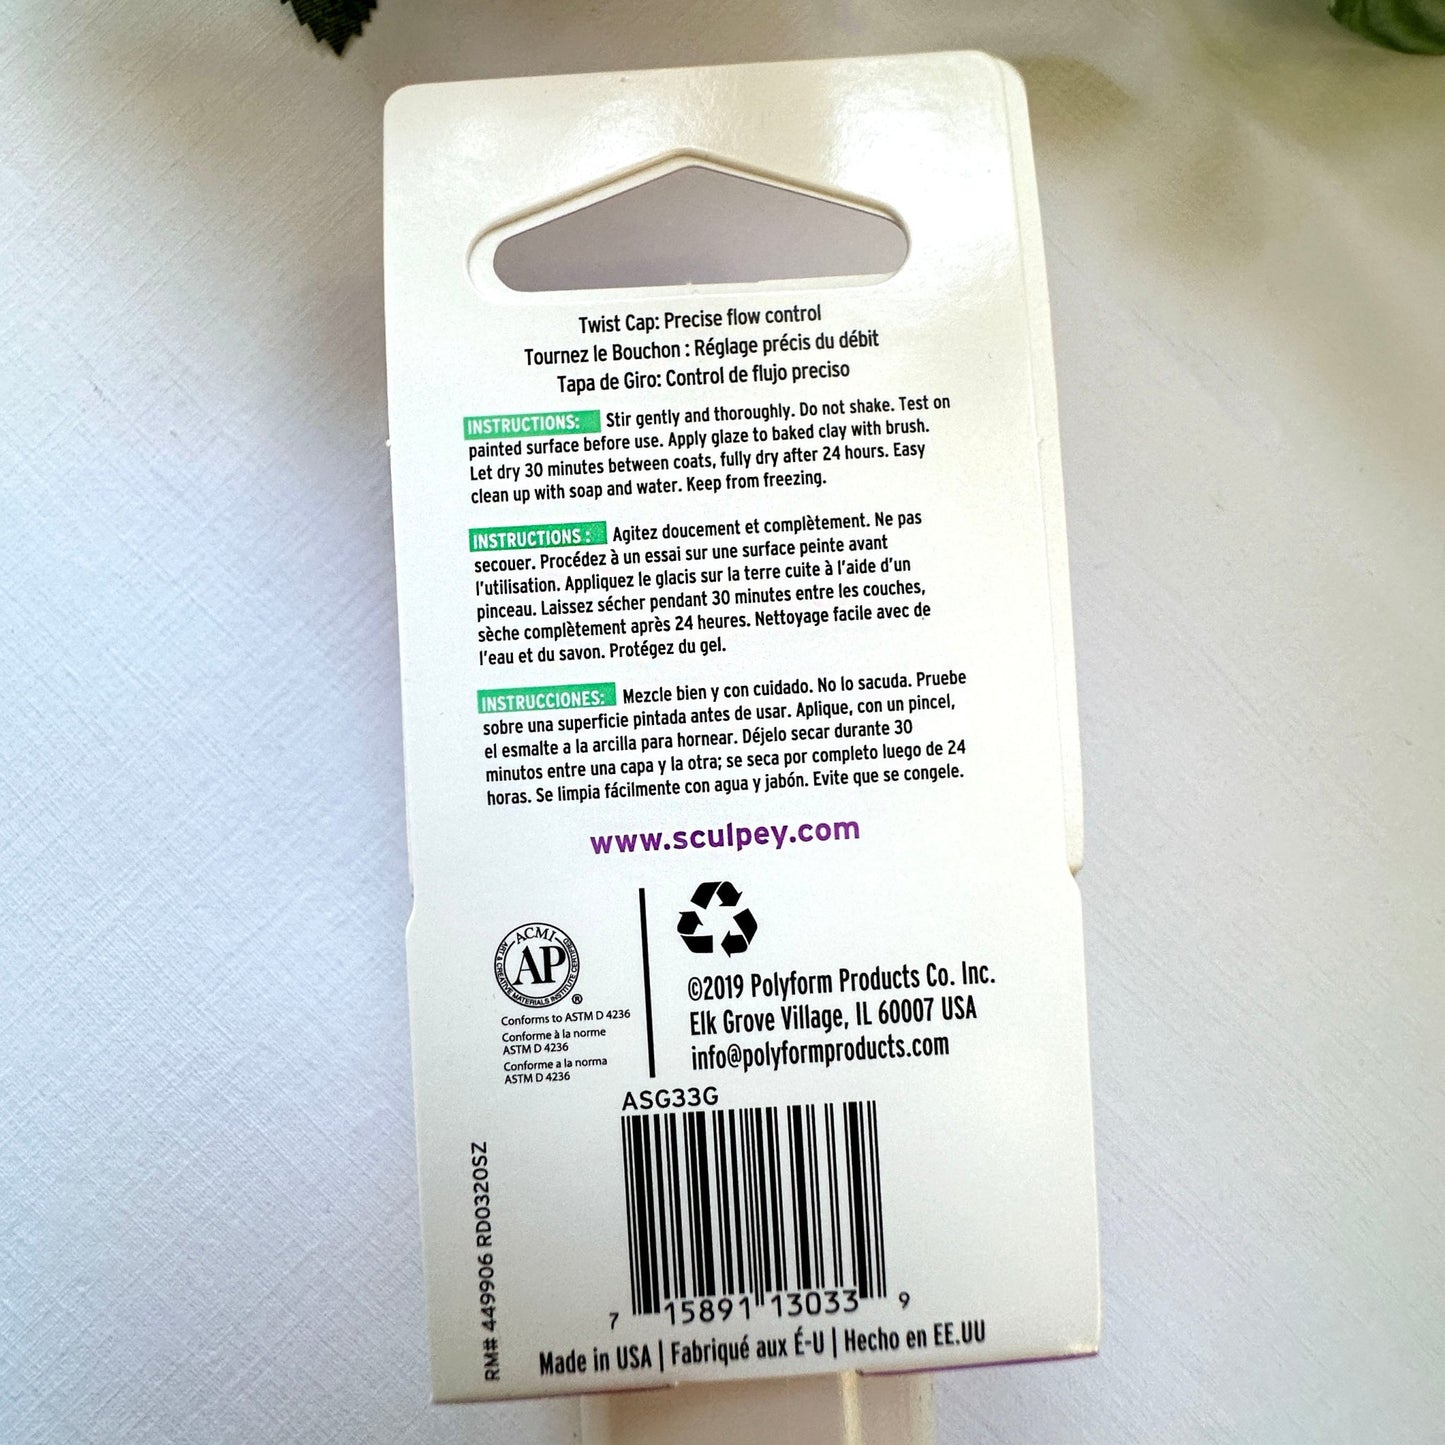 Twist Cap: Precise flow control
Tournez le Bouchon : Réglage précis du débit
Tapa de Giro: Control de flujo preciso
INSTRUCTIONS: Stir gently and thoroughly. Do not shake. Test on
painted surface before use. Apply glaze to baked clay with brush.
Let dry 30 minutes between coats, fully dry after 24 hours. Easy
clean up with soap and water. Keep from freezing.
INSTRUCTIONS : Agitez doucement et complètement. Ne pas
secouer. Procédez à un essai sur une surface peinte avant
l'utilisation. Appliquez le glacis sur la terre cuite à l'aide d'un
pinceau. Laissez sécher pendant 30 minutes entre les couches,
sèche complètement après 24 heures. Nettoyage facile avec de
l'eau et du savon. Protégez du gel.
INSTRUCCIONES: Mezcle bien y con cuidado. No lo sacuda. Pruebe
sobre una superficie pintada antes de usar. Aplique, con un pincel,
el esmalte a la arcilla para hornear. Déjelo secar durante 30
minutos entre una capa y la otra; se seca por completo luego de 24
horas. Se limpia fácilmente con agua y jabón. Evite que se congele.
www.sculpey.com
ACMI
AP
ART & CREATIVE MATERIALS INSTITUTE CERTIFIED
®
Conforms to ASTM D 4236
Conforme à la norme
ASTM D 4236
Conforme a la norma
ASTM D 4236
©2019 Polyform Products Co. Inc.
Elk Grove Village, IL 60007 USA
info@polyformproducts.com
ASG33G
7 15891 13033 9
RM# 449906 RD0320SZ
Made in USA | Fabriqué aux É-U | Hecho en EE.UU